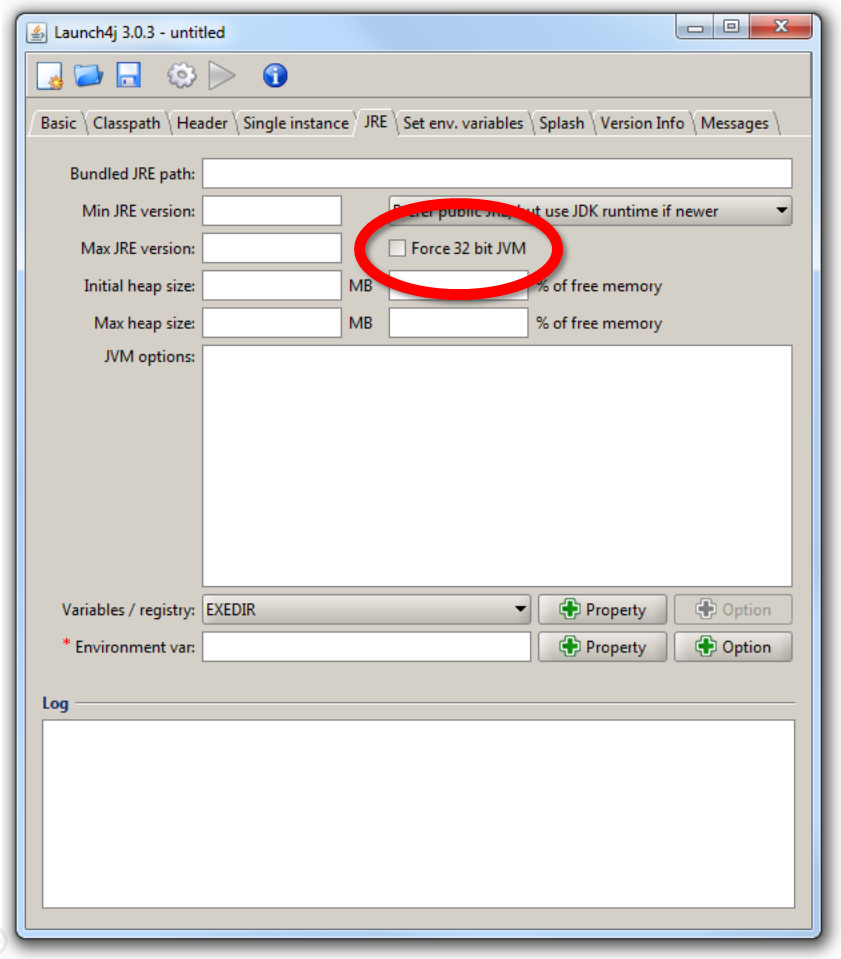 Launch4j 3.0.3 - untitled
Basic Classpath Header Single instance JRE Set env. variables Splash Version Info Messages
Bundled JRE path:
Min JRE version: public JRE, but use JDK runtime if newer
Max JRE version: Force 32 bit JVM
Initial heap size: MB % of free memory
Max heap size: MB % of free memory
JVM options:
Variables / registry: EXEDIR Property Option
* Environment var: Property Option
Log